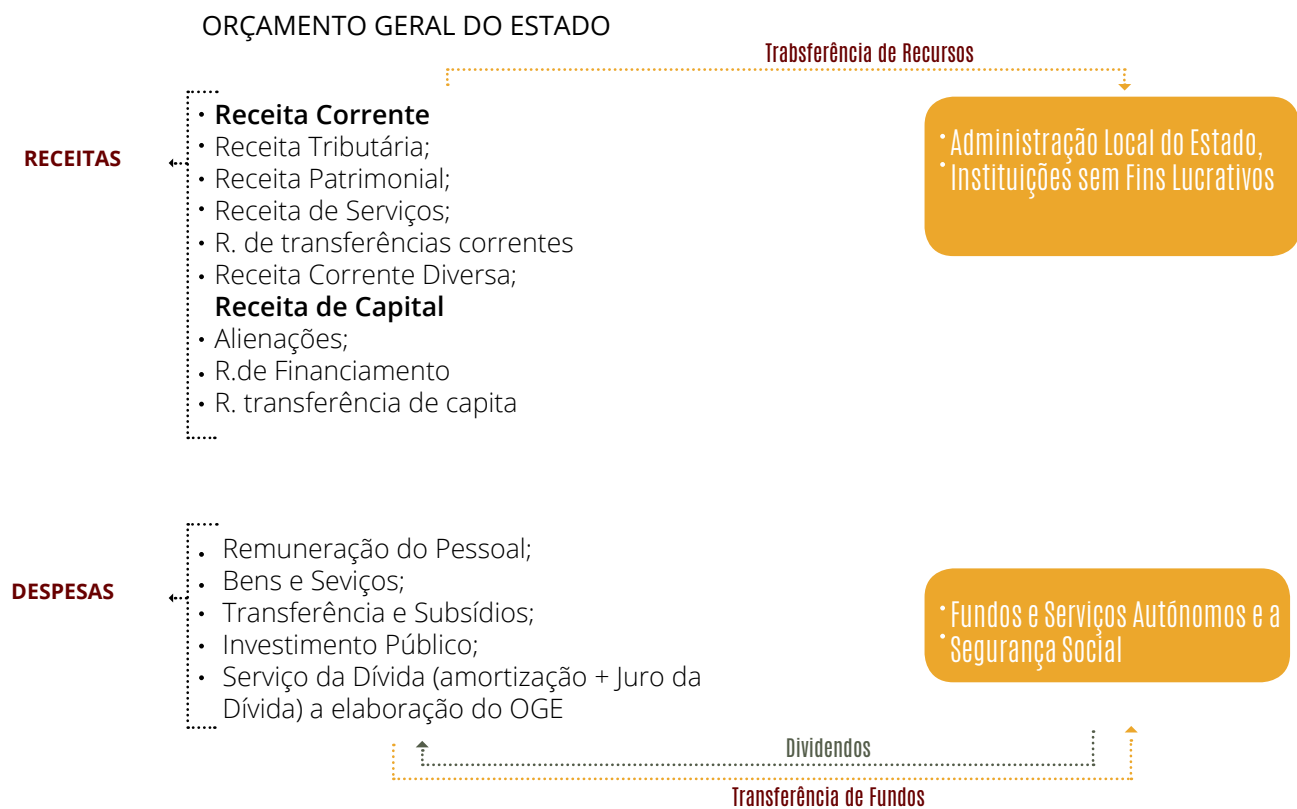 ORÇAMENTO GERAL DO ESTADO
Trabsferência de Recursos
RECEITAS
• Receita Corrente
• Receita Tributária;
• Receita Patrimonial;
• Receita de Serviços;
• R. de transferências correntes
• Receita Corrente Diversa;
Receita de Capital
• Alienações;
• R.de Financiamento
• R. transferência de capita
• Administração Local do Estado,
• Instituições sem Fins Lucrativos
DESPESAS
• Remuneração do Pessoal;
• Bens e Seviços;
• Transferência e Subsídios;
• Investimento Público;
• Serviço da Dívida (amortização + Juro da
Dívida) a elaboração do OGE
• Fundos e Serviços Autónomos e a
• Segurança Social
Dividendos
Transferência de Fundos